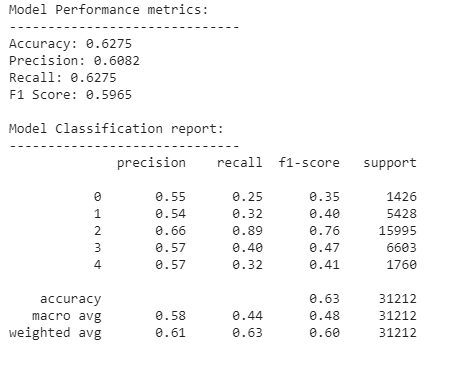 Model Performance metrics:
------------------------------
Accuracy: 0.6275
Precision: 0.6082
Recall: 0.6275
F1 Score: 0.5965
Model Classification report:
------------------------------
precision recall f1-score support
0 0.55 0.25 0.35 1426
1 0.54 0.32 0.40 5428
2 0.66 0.89 0.76 15995
3 0.57 0.40 0.47 6603
4 0.57 0.32 0.41 1760
accuracy 0.63 31212
macro avg 0.58 0.44 0.48 31212
weighted avg 0.61 0.63 0.60 31212